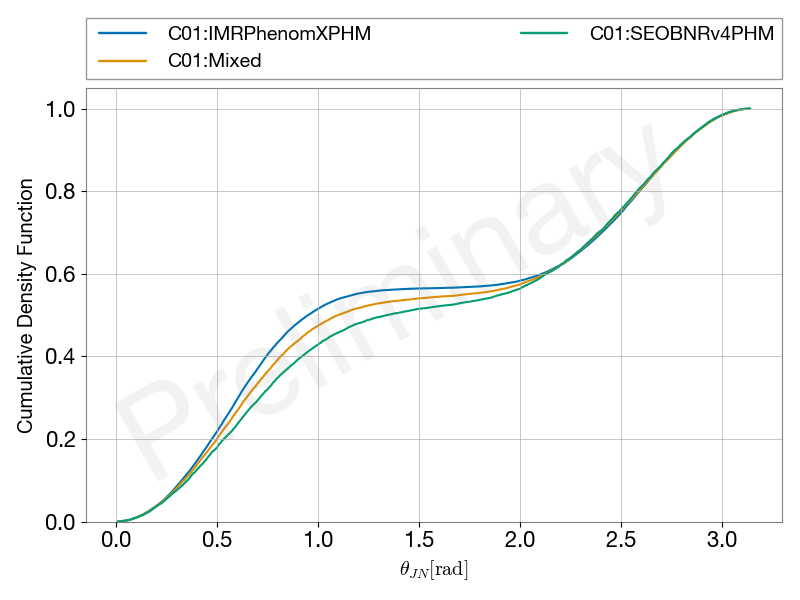 C01:IMRPhenomXPHM
C01:Mixed
C01:SEOBNRv4PHM
Preliminary
Cumulative Density Function
1.0
0.8
0.6
0.4
0.2
0.0
0.0 0.5 1.0 1.5 2.0 2.5 3.0
θ_JN[rad]